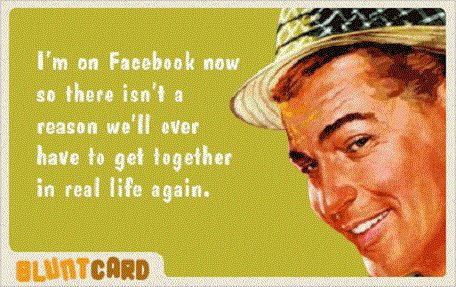 I'm on Facebook now
so there isn't a
reason we'll ever
have to get together
in real life again.
BLUNTCARD